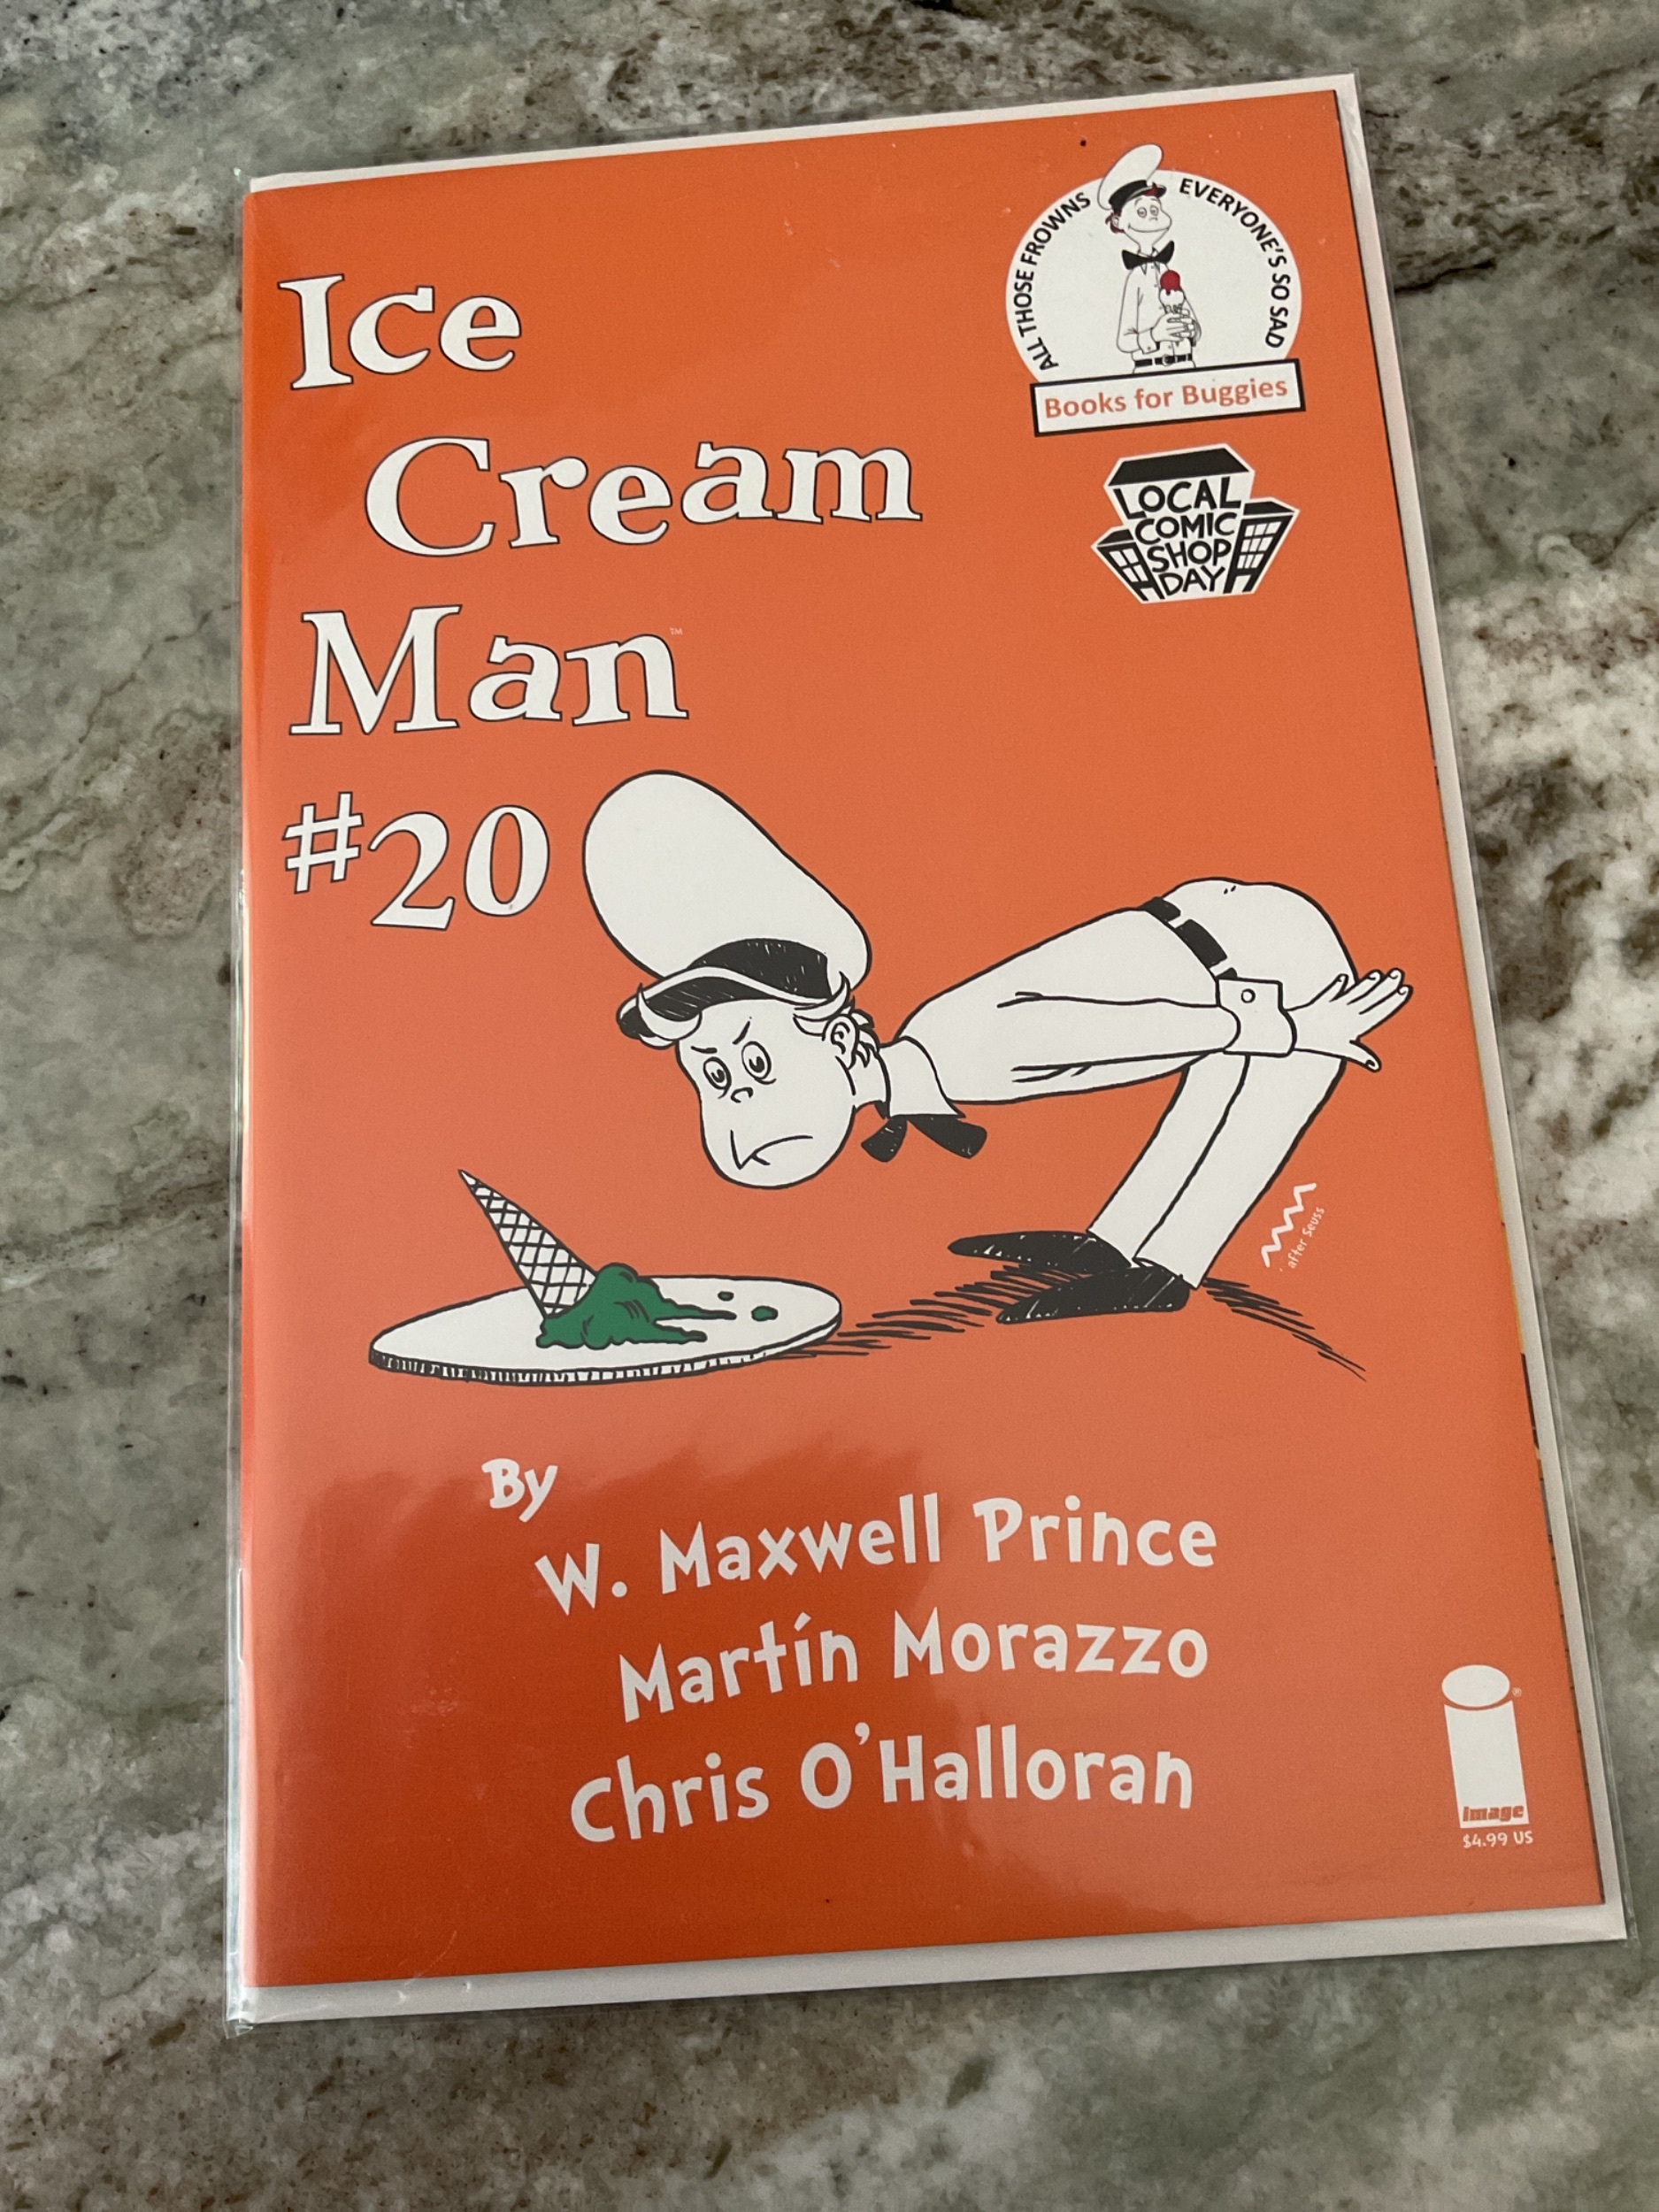 ALL THOSE FROWNS
EVERYONE'S SO SAD
Books for Buggies
LOCAL
COMIC
SHOP
DAY
Ice
Cream
Man™
#20
'after Seuss
By
W. Maxwell Prince
Martín Morazzo
Chris O'Halloran
®
image
$4.99 US